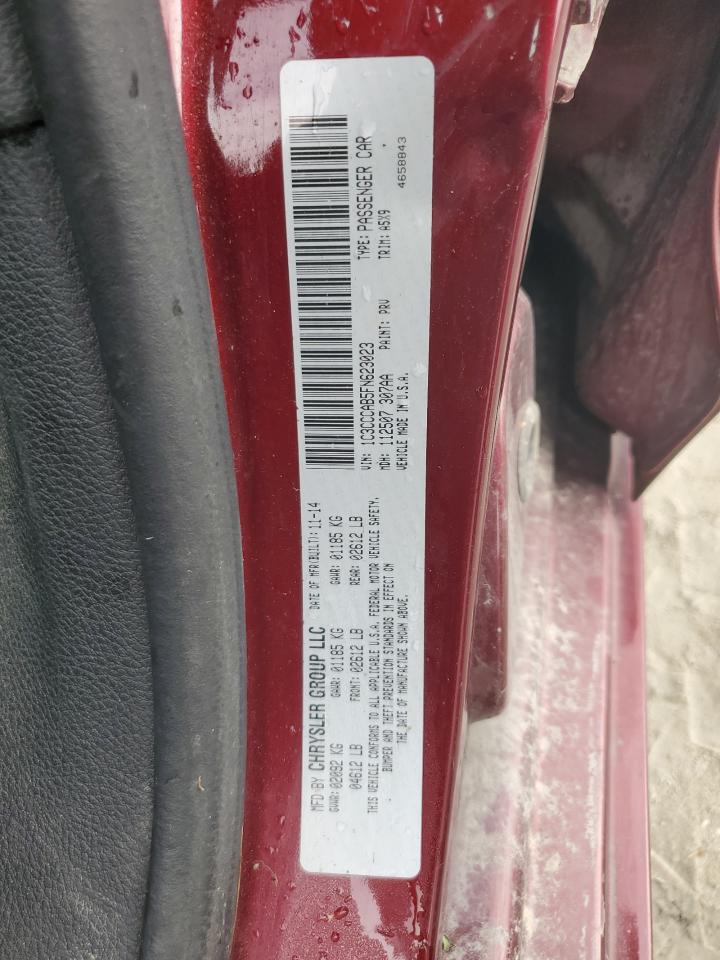 MFD BY CHRYSLER GROUP LLC
DATE OF MFR(BUILT): 11-14
GVWR: 02092 KG
GAWR: 01185 KG
GAWR: 01185 KG
04612 LB
FRONT: 02612 LB
REAR: 02612 LB
THIS VEHICLE CONFORMS TO ALL APPLICABLE U.S.A. FEDERAL MOTOR VEHICLE SAFETY,
BUMPER AND THEFT PREVENTION STANDARDS IN EFFECT ON
THE DATE OF MANUFACTURE SHOWN ABOVE.
VIN: 1C3CCCAB5FN623023
TYPE: PASSENGER CAR
MDH: 112507 307AA
PAINT: PRV
TRIM: A5X9
VEHICLE MADE IN U.S.A.
4658843